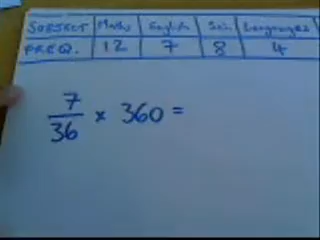 SUBJECT Maths English Sci. Languages
FREQ. 12 7 8 4
7/36 × 360 =